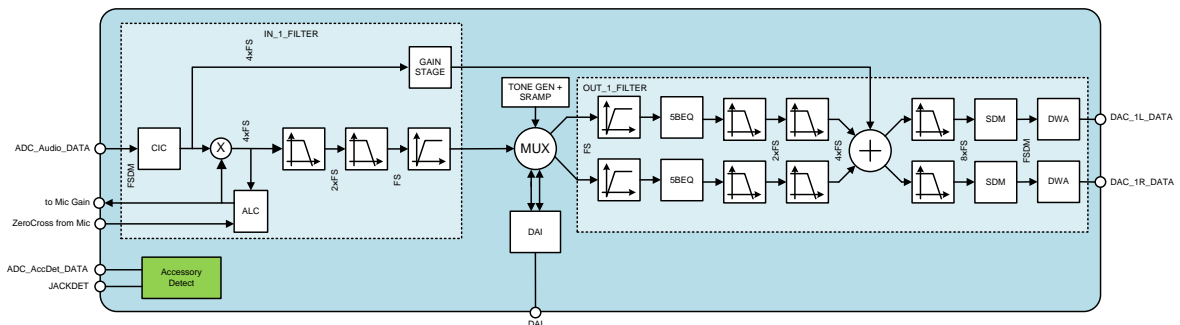 IN_1_FILTER
4xFS
GAIN
STAGE
TONE GEN +
SRAMP
OUT_1_FILTER
ADC_Audio_DATA
FSDM
CIC
X
4xFS
2xFS
FS
MUX
FS
5BEQ
2xFS
4xFS
8xFS
SDM
FSDM
DWA
DAC_1L_DATA
5BEQ
SDM
DWA
DAC_1R_DATA
to Mic Gain
ALC
ZeroCross from Mic
DAI
ADC_AccDet_DATA
JACKDET
Accessory
Detect
DAI